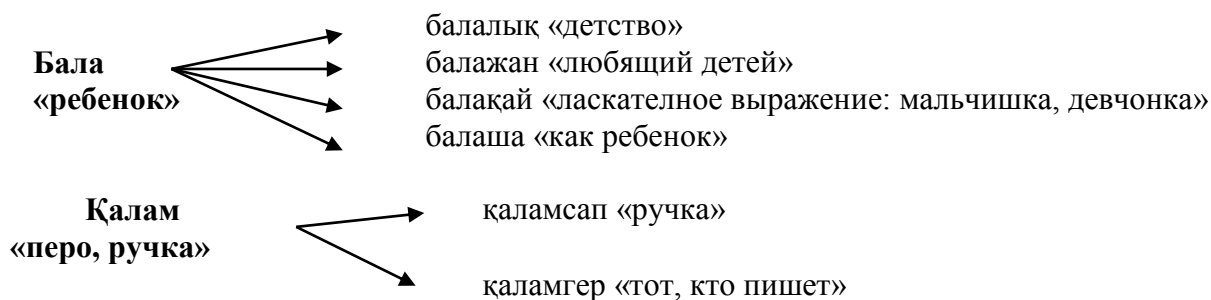 балалық «детство»
Бала
балажан «любящий детей»
«ребенок»
балақай «ласкателное выражение: мальчишка, девчонка»
балаша «как ребенок»
Қалам
қаламсап «ручка»
«перо, ручка»
қаламгер «тот, кто пишет»